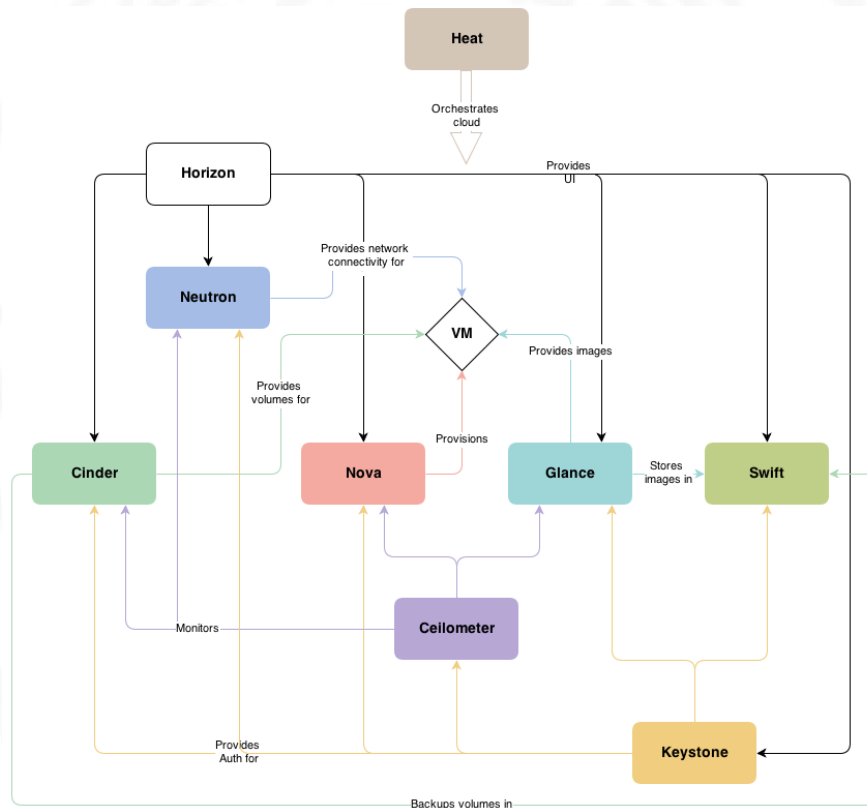 Heat
Orchestrates
cloud
Horizon
Provides
UI
Provides network
connectivity for
Neutron
VM
Provides images
Provides
volumes for
Provisions
Cinder
Nova
Glance
Stores
images in
Swift
Ceilometer
Monitors
Provides
Auth for
Keystone
Backups volumes in